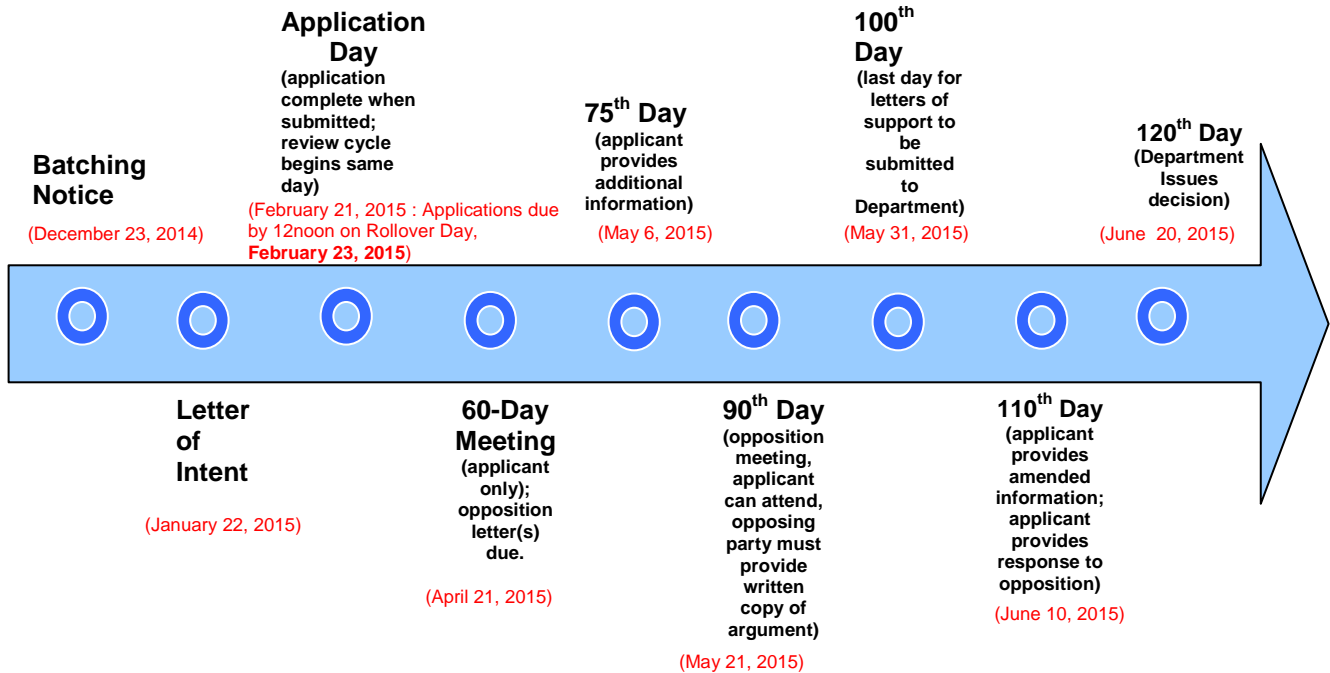 Batching
Notice
(December 23, 2014)
Letter
of
Intent
(January 22, 2015)
Application
Day
(application
complete when
submitted;
review cycle
begins same
day)
(February 21, 2015 : Applications due
by 12noon on Rollover Day,
February 23, 2015)
60-Day
Meeting
(applicant
only);
opposition
letter(s)
due.
(April 21, 2015)
75th Day
(applicant
provides
additional
information)
(May 6, 2015)
90th Day
(opposition
meeting,
applicant
can attend,
opposing
party must
provide
written
copy of
argument)
(May 21, 2015)
100th
Day
(last day for
letters of
support to
be
submitted
to
Department)
(May 31, 2015)
110th Day
(applicant
provides
amended
information;
applicant
provides
response to
opposition)
(June 10, 2015)
120th Day
(Department
Issues
decision)
(June 20, 2015)